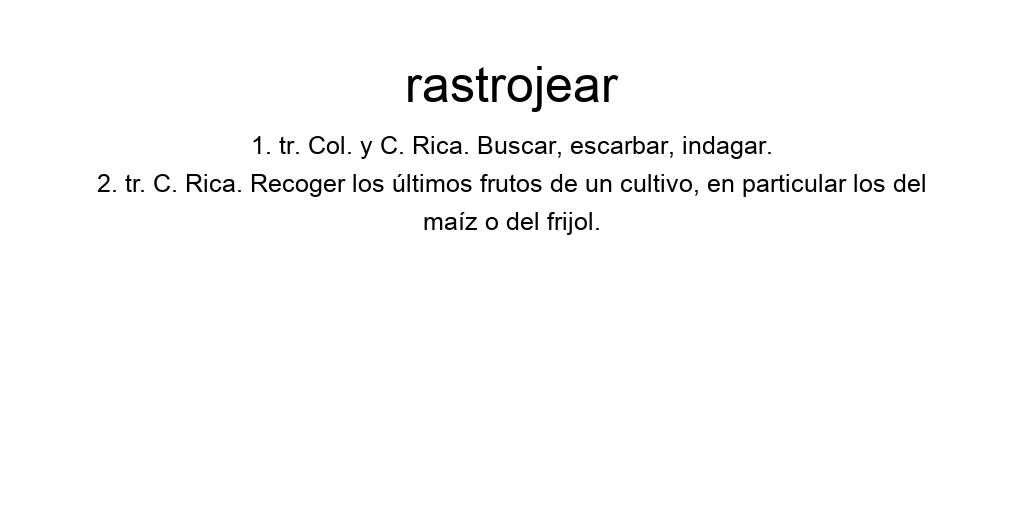 rastrojear
1. tr. Col. y C. Rica. Buscar, escarbar, indagar.
2. tr. C. Rica. Recoger los últimos frutos de un cultivo, en particular los del
maíz o del frijol.